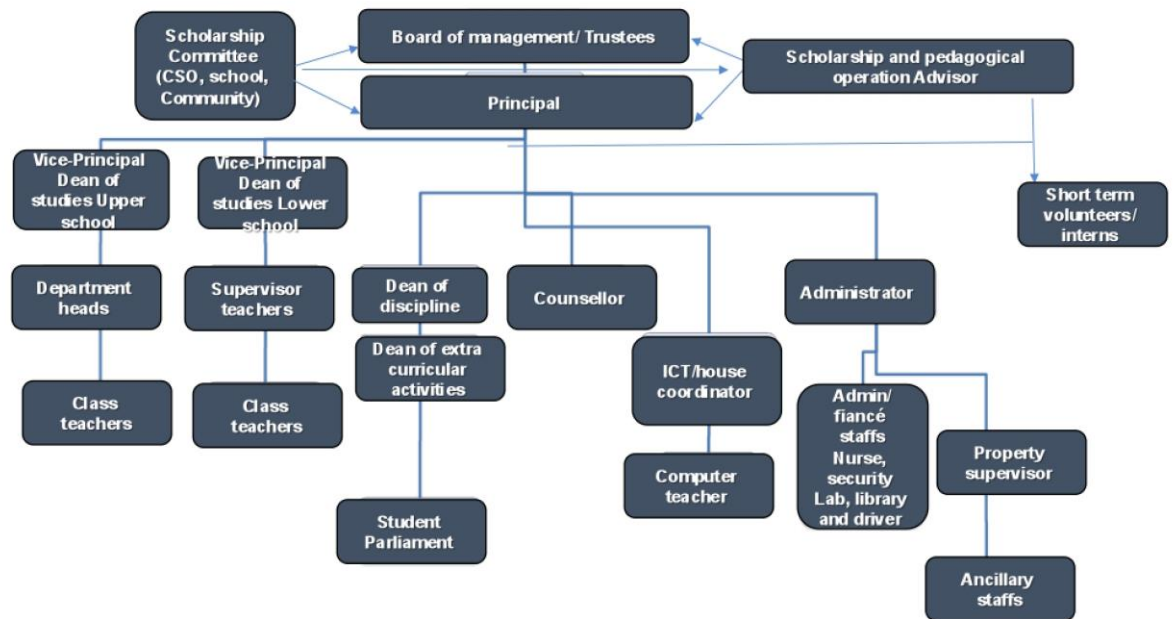 Scholarship
Committee
(CSO, school,
Community)
Board of management/ Trustees
Scholarship and pedagogical
operation Advisor
Principal
Vice-Principal
Dean of
studies Upper
school
Vice-Principal
Dean of
studies Lower
school
Short term
volunteers/
interns
Department
heads
Supervisor
teachers
Dean of
discipline
Counsellor
Administrator
Dean of extra
curricular
activities
ICT/house
coordinator
Class
teachers
Class
teachers
Admin/
fiancé
staffs
Nurse,
security
Lab, library
and driver
Property
supervisor
Computer
teacher
Student
Parliament
Ancillary
staffs